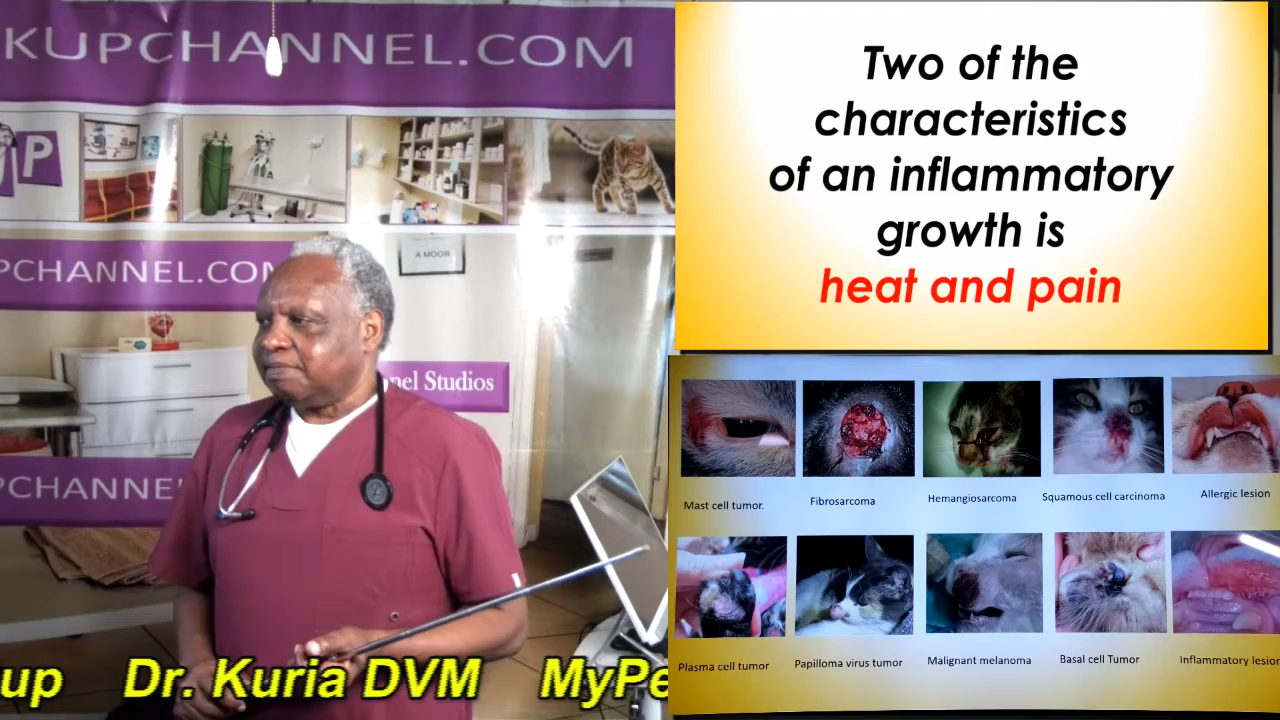 KUPCHANNEL.COM
P
PCHANNEL.COM
A MOOR
nel Studios
PCHANNE
up Dr. Kuria DVM MyPe
Two of the
characteristics
of an inflammatory
growth is
heat and pain
Mast cell tumor.
Fibrosarcoma
Hemangiosarcoma
Squamous cell carcinoma
Allergic lesion
Plasma cell tumor
Papilloma virus tumor
Malignant melanoma
Basal cell Tumor
Inflammatory lesion